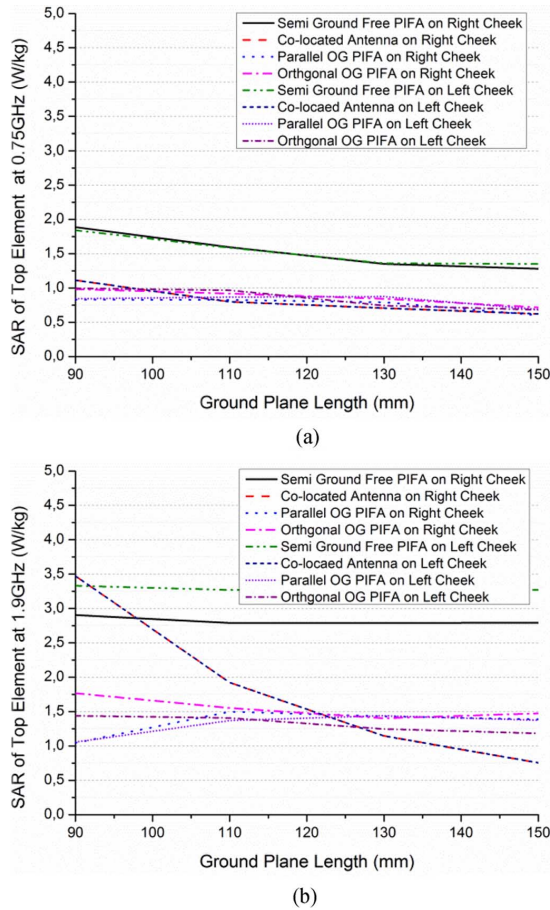 5,0
4,5
4,0
3,5
3,0
2,5
2,0
1,5
1,0
0,5
0,0
SAR of Top Element at 0.75GHz (W/kg)
Semi Ground Free PIFA on Right Cheek
Co-located Antenna on Right Cheek
Parallel OG PIFA on Right Cheek
Orthgonal OG PIFA on Right Cheek
Semi Ground Free PIFA on Left Cheek
Co-locaed Antenna on Left Cheek
Parallel OG PIFA on Left Cheek
Orthgonal OG PIFA on Left Cheek
90 100 110 120 130 140 150
Ground Plane Length (mm)
(a)
5,0
4,5
4,0
3,5
3,0
2,5
2,0
1,5
1,0
0,5
0,0
SAR of Top Element at 1.9GHz (W/kg)
Semi Ground Free PIFA on Right Cheek
Co-located Antenna on Right Cheek
Parallel OG PIFA on Right Cheek
Orthgonal OG PIFA on Right Cheek
Semi Ground Free PIFA on Left Cheek
Co-locaed Antenna on Left Cheek
Parallel OG PIFA on Left Cheek
Orthgonal OG PIFA on Left Cheek
90 100 110 120 130 140 150
Ground Plane Length (mm)
(b)